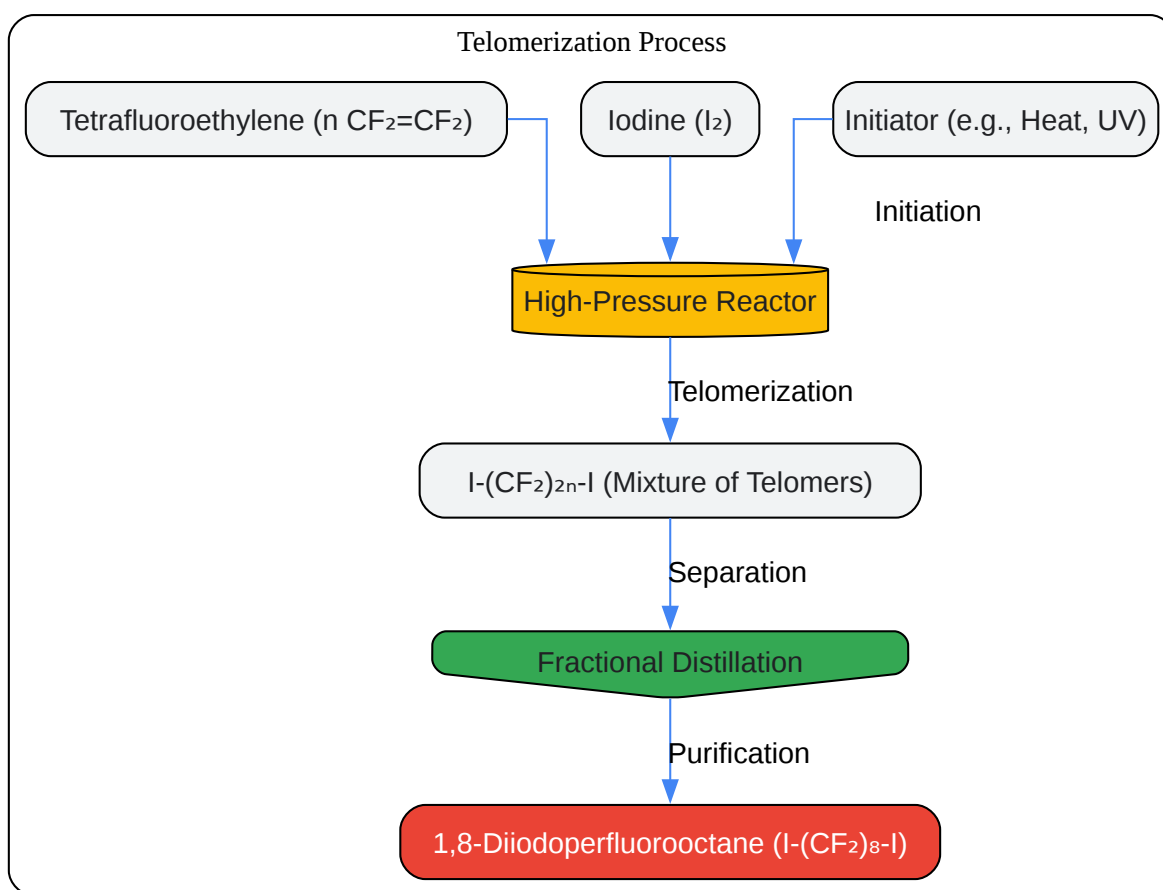 Telomerization Process
Tetrafluoroethylene (n CF₂=CF₂)
Iodine (I₂)
Initiator (e.g., Heat, UV)
Initiation
High-Pressure Reactor
Telomerization
I-(CF₂)₂ₙ-I (Mixture of Telomers)
Separation
Fractional Distillation
Purification
1,8-Diiodoperfluorooctane (I-(CF₂)₈-I)